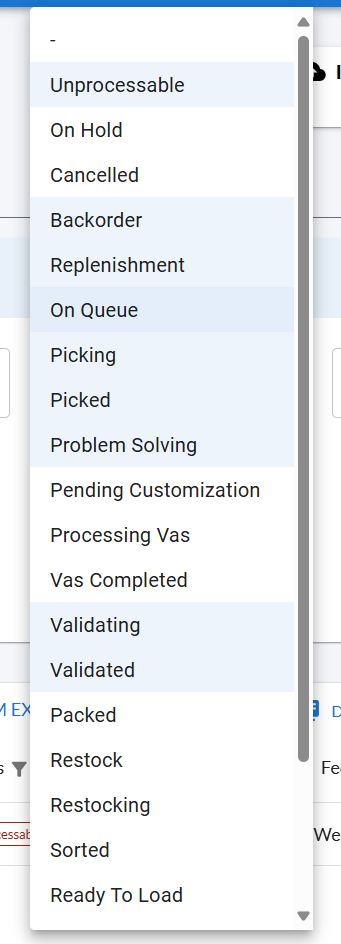 -
Unprocessable
On Hold
Cancelled
Backorder
Replenishment
On Queue
Picking
Picked
Problem Solving
Pending Customization
Processing Vas
Vas Completed
Validating
Validated
M EX
D
Packed
s
Fe
Restock
Restocking
cessab
We
Sorted
Ready To Load